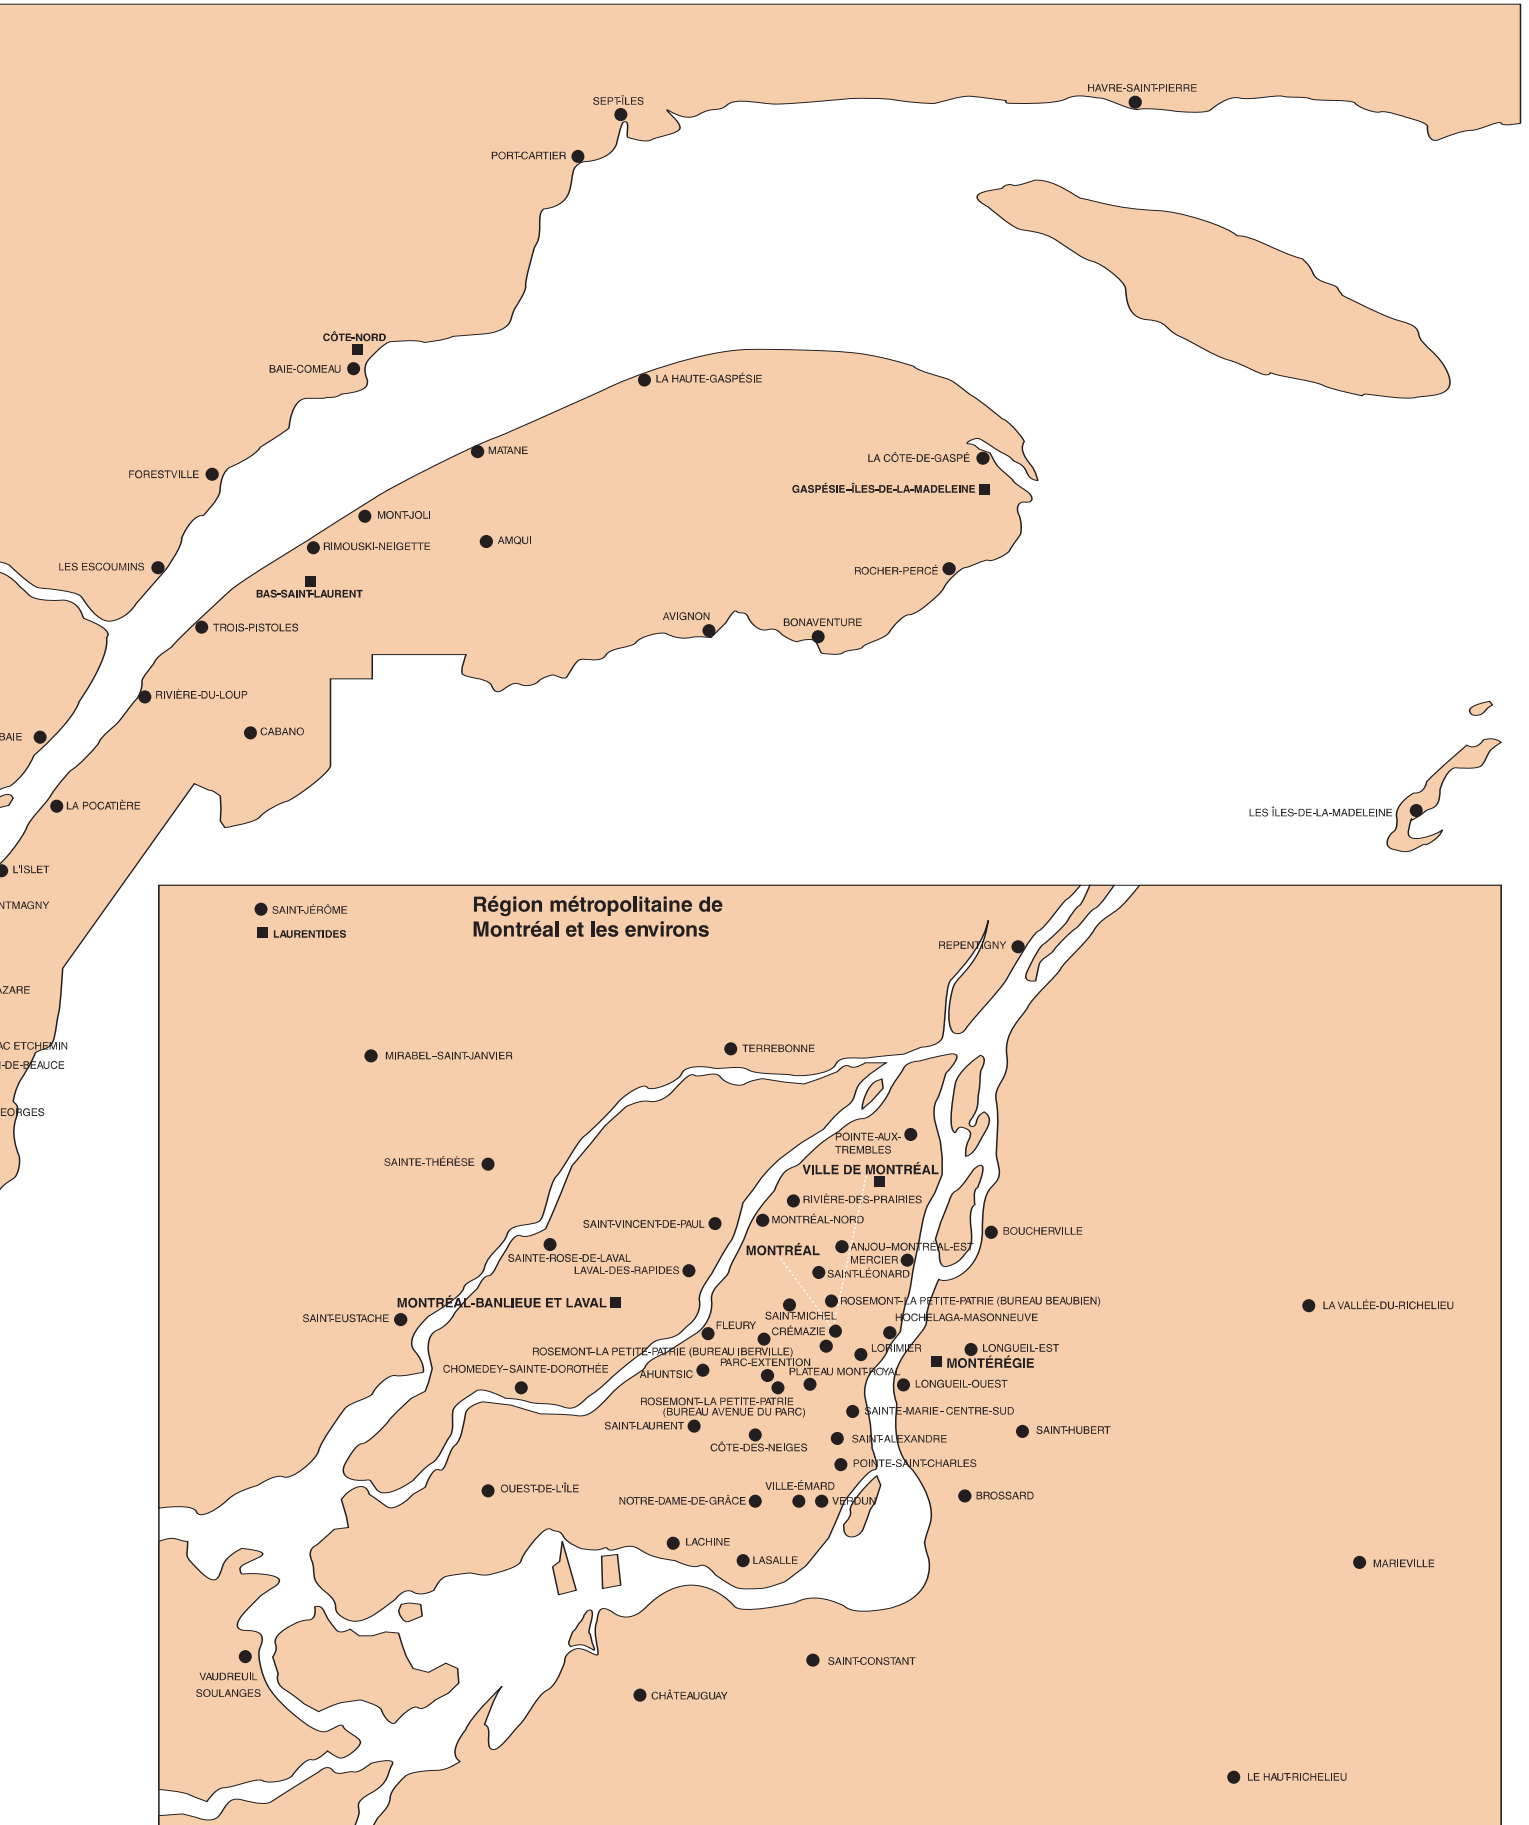 HAVRE-SAINT-PIERRE
SEPT-ÎLES
PORT-CARTIER
CÔTE-NORD
BAIE-COMEAU
LA HAUTE-GASPÉSIE
MATANE
LA CÔTE-DE-GASPÉ
FORESTVILLE
GASPÉSIE–ÎLES-DE-LA-MADELEINE
MONT-JOLI
AMQUI
RIMOUSKI-NEIGETTE
LES ESCOUMINS
ROCHER-PERCÉ
BAS-SAINT-LAURENT
AVIGNON
BONAVENTURE
TROIS-PISTOLES
RIVIÈRE-DU-LOUP
CABANO
BAIE
LA POCATIÈRE
LES ÎLES-DE-LA-MADELEINE
L'ISLET
NTMAGNY
AZARE
AC ETCHEMIN
N-DE-BEAUCE
EORGES
Région métropolitaine de
Montréal et les environs
SAINT-JÉRÔME
LAURENTIDES
REPENTIGNY
MIRABEL–SAINT-JANVIER
TERREBONNE
POINTE-AUX-
TREMBLES
SAINTE-THÉRÈSE
VILLE DE MONTRÉAL
RIVIÈRE-DES-PRAIRIES
SAINT-VINCENT-DE-PAUL
MONTRÉAL-NORD
BOUCHERVILLE
SAINTE-ROSE-DE-LAVAL
MONTRÉAL
ANJOU–MONTRÉAL-EST
MERCIER
LAVAL-DES-RAPIDES
SAINT-LÉONARD
MONTRÉAL-BANLIEUE ET LAVAL
ROSEMONT–LA PETITE-PATRIE (BUREAU BEAUBIEN)
LA VALLÉE-DU-RICHELIEU
SAINT-EUSTACHE
SAINT-MICHEL
HOCHELAGA-MASONNEUVE
FLEURY
CRÉMAZIE
ROSEMONT–LA PETITE-PATRIE (BUREAU IBERVILLE)
LORIMIER
LONGUEIL-EST
CHOMEDEY–SAINTE-DOROTHÉE
PARC-EXTENTION
MONTÉRÉGIE
AHUNTSIC
PLATEAU MONT-ROYAL
LONGUEIL-OUEST
ROSEMONT–LA PETITE-PATRIE
(BUREAU AVENUE DU PARC)
SAINTE-MARIE–CENTRE-SUD
SAINT-LAURENT
SAINT-HUBERT
CÔTE-DES-NEIGES
SAINT-ALEXANDRE
POINTE-SAINT-CHARLES
OUEST-DE-L'ÎLE
VILLE-ÉMARD
NOTRE-DAME-DE-GRÂCE
VERDUN
BROSSARD
LACHINE
LASALLE
MARIEVILLE
VAUDREUIL
SOULANGES
SAINT-CONSTANT
CHÂTEAUGUAY
LE HAUT-RICHELIEU